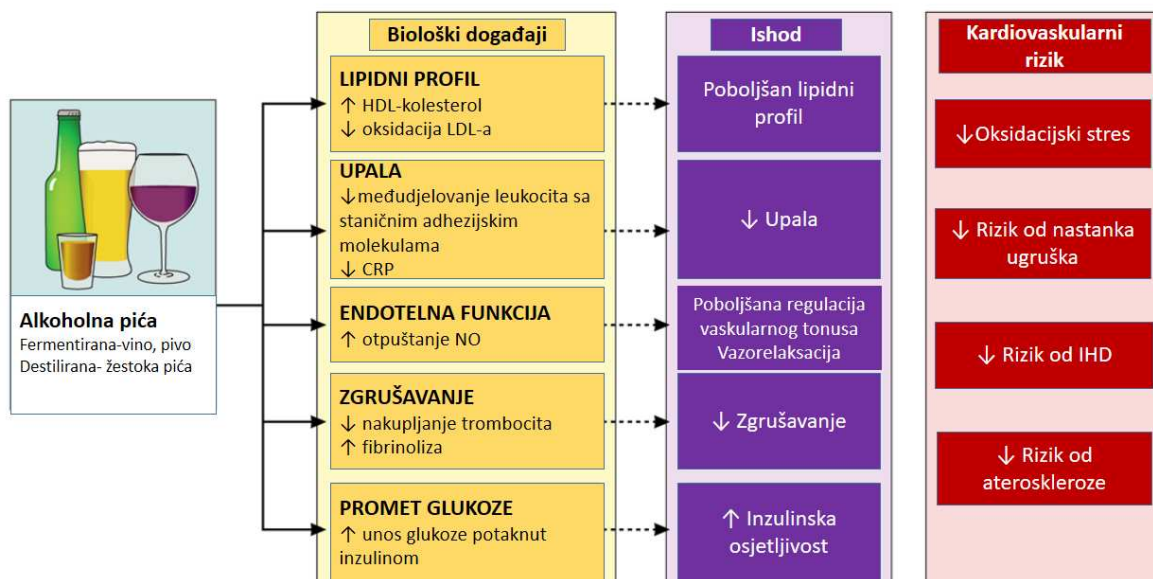 Alkoholna pića
Fermentirana-vino, pivo
Destilirana- žestoka pića
Biološki događaji
LIPIDNI PROFIL
↑ HDL-kolesterol
↓ oksidacija LDL-a
UPALA
↓međudjelovanje leukocita sa
staničnim adhezijskim
molekulama
↓ CRP
ENDOTELNA FUNKCIJA
↑ otpuštanje NO
ZGRUŠAVANJE
↓ nakupljanje trombocita
↑ fibrinoliza
PROMET GLUKOZE
↑ unos glukoze potaknut
inzulinom
Ishod
Poboljšan lipidni
profil
↓ Upala
Poboljšana regulacija
vaskularnog tonusa
Vazorelaksacija
↓ Zgrušavanje
↑ Inzulinska
osjetljivost
Kardiovaskularni
rizik
↓Oksidacijski stres
↓ Rizik od nastanka
ugruška
↓ Rizik od IHD
↓ Rizik od
ateroskleroze